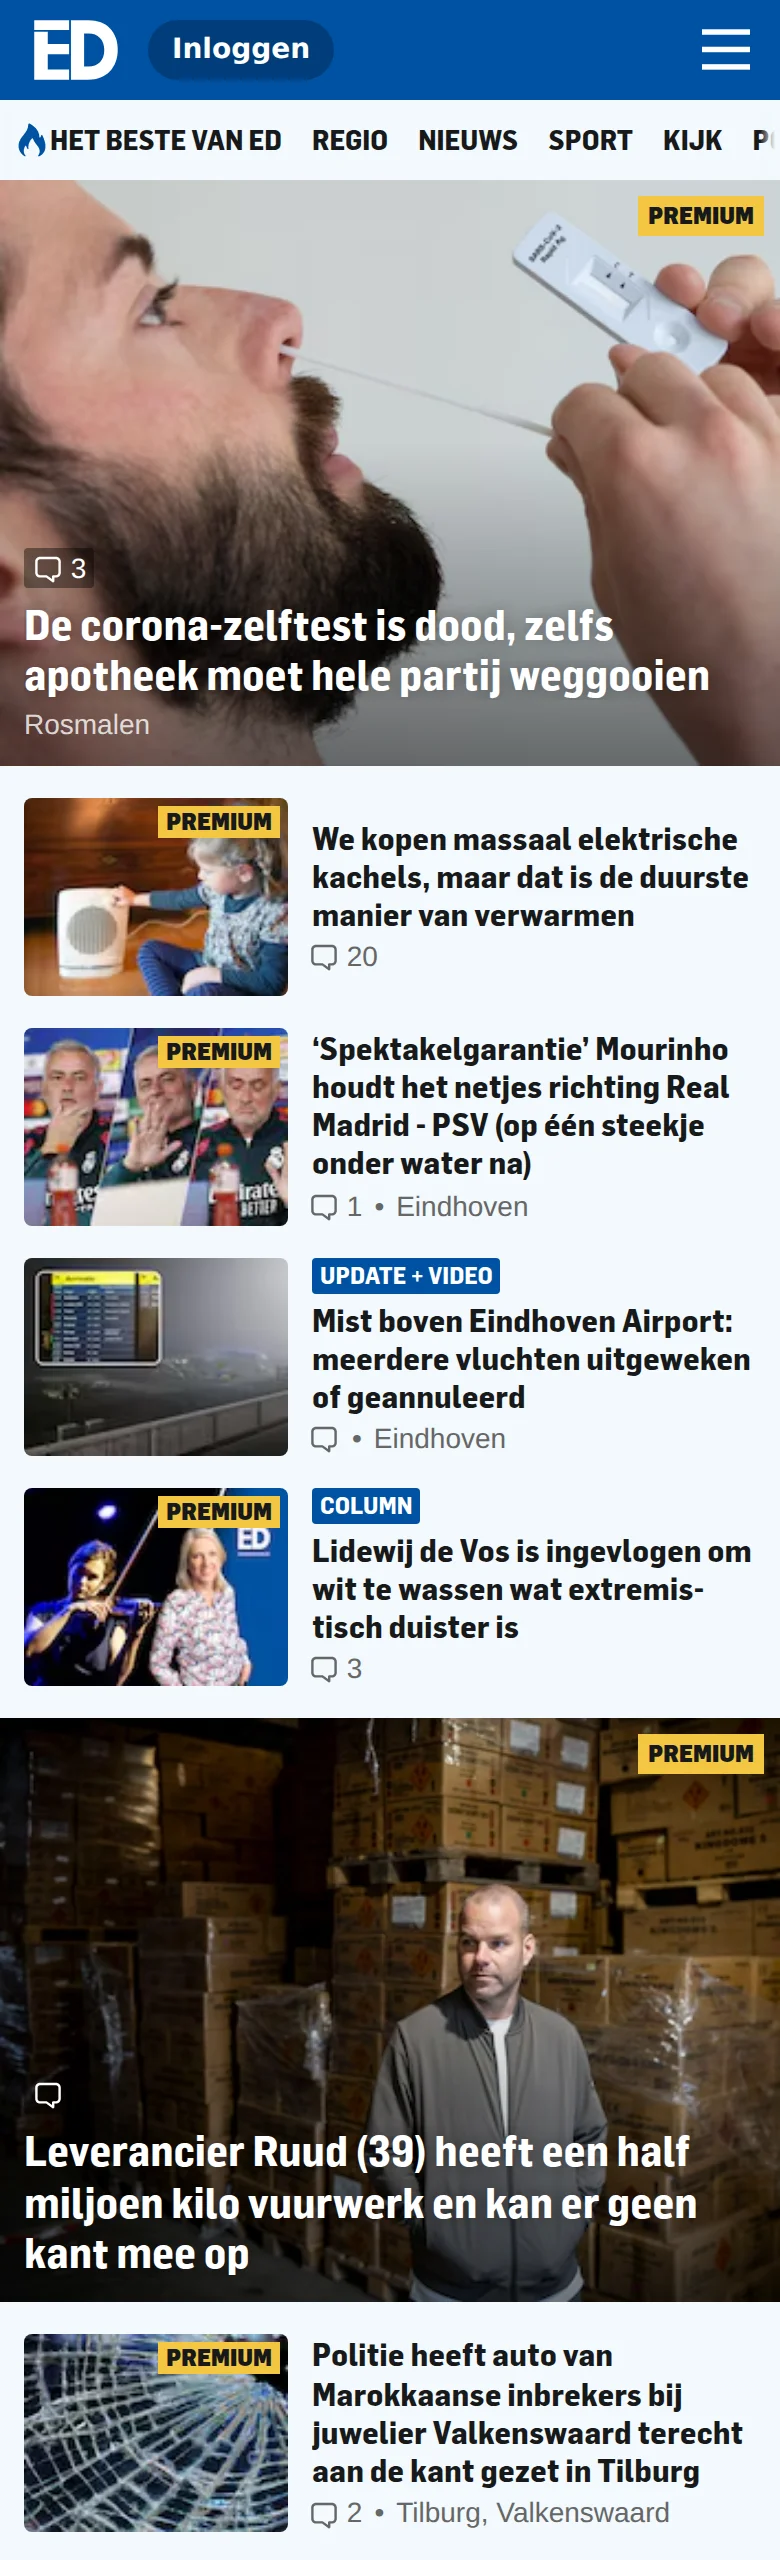 ED Inloggen
HET BESTE VAN ED REGIO NIEUWS SPORT KIJK
PREMIUM
SARS-CoV-2
Rapid Ag
3
De corona-zelftest is dood, zelfs
apotheek moet hele partij weggooien
Rosmalen
PREMIUM
We kopen massaal elektrische
kachels, maar dat is de duurste
manier van verwarmen
20
PREMIUM
‘Spektakelgarantie’ Mourinho
houdt het netjes richting Real
Madrid - PSV (op één steekje
onder water na)
1 • Eindhoven
UPDATE + VIDEO
Mist boven Eindhoven Airport:
meerdere vluchten uitgeweken
of geannuleerd
• Eindhoven
PREMIUM
ED
COLUMN
Lidewij de Vos is ingevlogen om
wit te wassen wat extremis-
tisch duister is
3
PREMIUM
Leverancier Ruud (39) heeft een half
miljoen kilo vuurwerk en kan er geen
kant mee op
PREMIUM
Politie heeft auto van
Marokkaanse inbrekers bij
juwelier Valkenswaard terecht
aan de kant gezet in Tilburg
2 • Tilburg, Valkenswaard